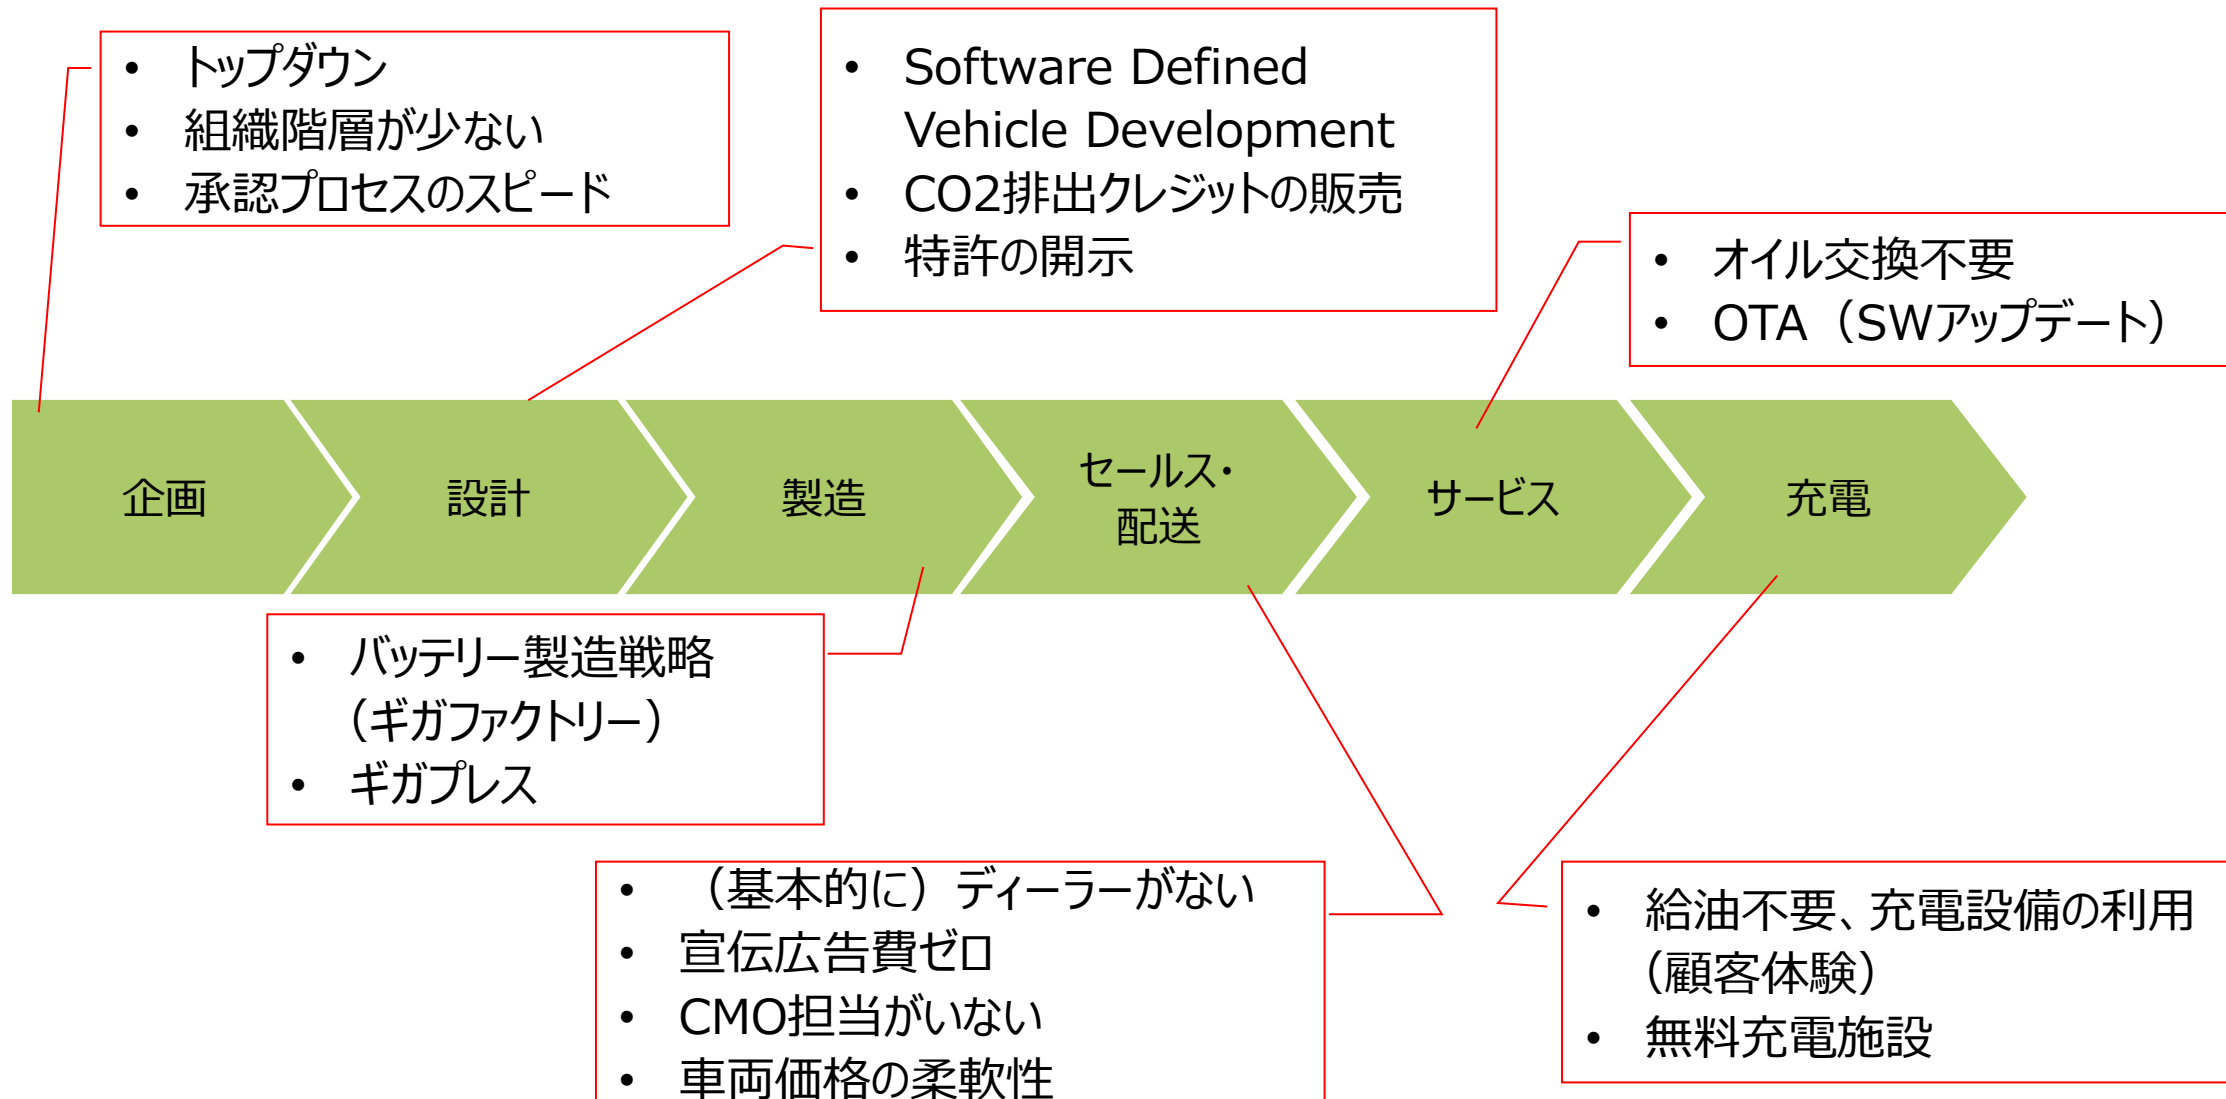 • トップダウン
• 組織階層が少ない
• 承認プロセスのスピード
• Software Defined
Vehicle Development
• CO2排出クレジットの販売
• 特許の開示
• オイル交換不要
• OTA（SWアップデート）
企画
設計
製造
セールス・
配送
サービス
充電
• バッテリー製造戦略
（ギガファクトリー）
• ギガプレス
• （基本的に）ディーラーがない
• 宣伝広告費ゼロ
• CMO担当がいない
• 車両価格の柔軟性
• 給油不要、充電設備の利用
（顧客体験）
• 無料充電施設